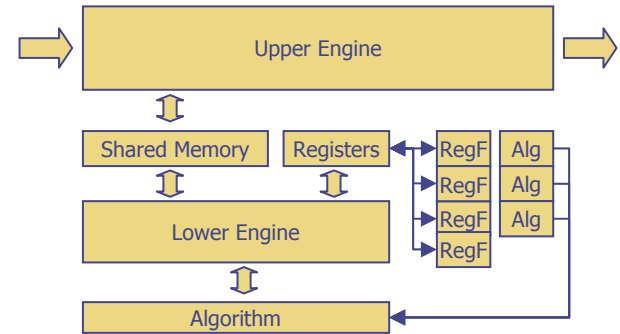 Upper Engine
Shared Memory
Registers
RegF
Alg
RegF
Alg
RegF
Alg
RegF
Lower Engine
Algorithm